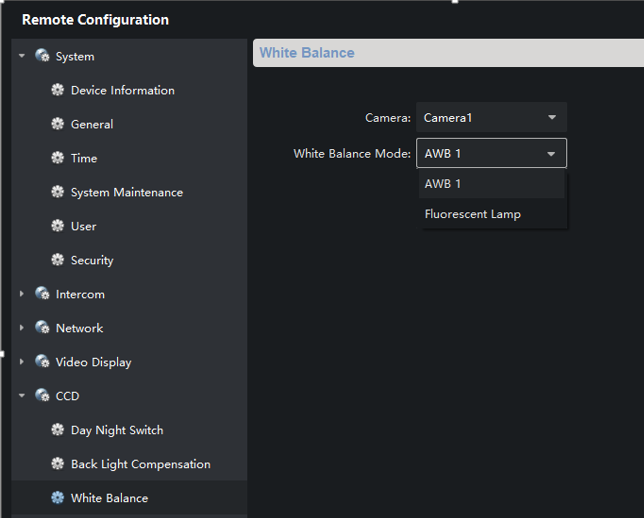 Remote Configuration
System
Device Information
General
Time
System Maintenance
User
Security
Intercom
Network
Video Display
CCD
Day Night Switch
Back Light Compensation
White Balance
White Balance
Camera: Camera1
White Balance Mode: AWB 1
AWB 1
Fluorescent Lamp